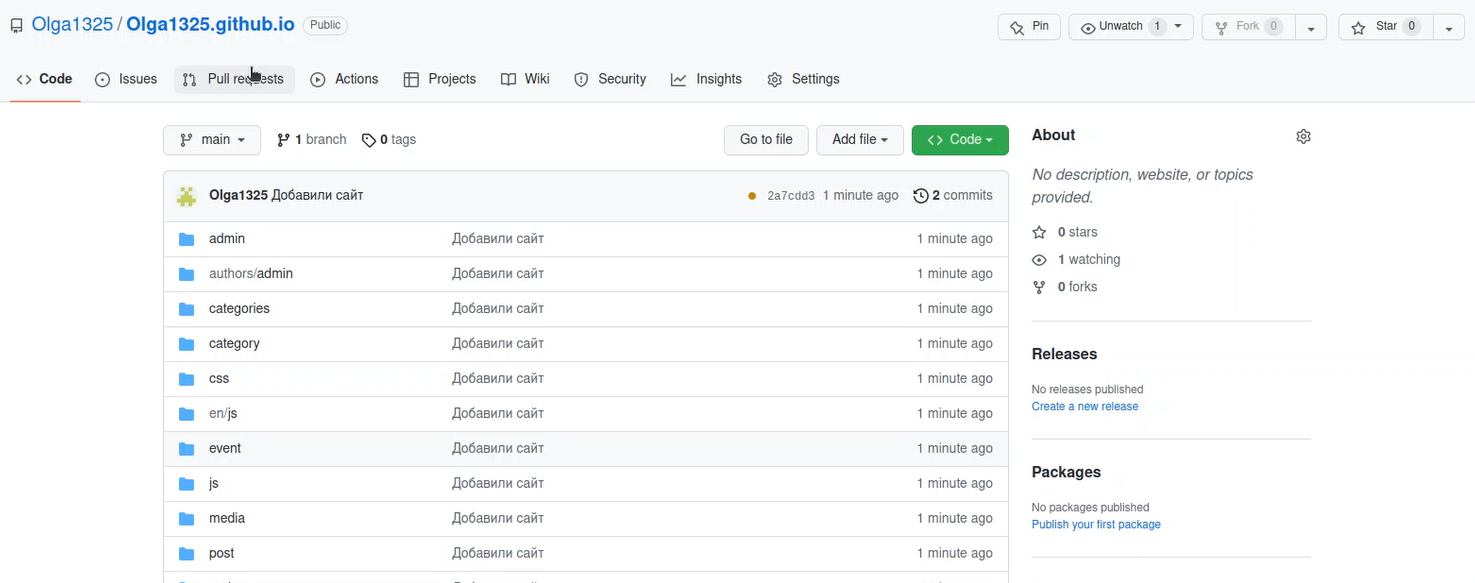 Olga1325 / Olga1325.github.io Public Pin Unwatch 1 Fork 0 Star 0
Code Issues Pull requests Actions Projects Wiki Security Insights Settings
main 1 branch 0 tags Go to file Add file Code
Olga1325 Добавили сайт 2a7cdd3 1 minute ago 2 commits
admin Добавили сайт 1 minute ago
authors/admin Добавили сайт 1 minute ago
categories Добавили сайт 1 minute ago
category Добавили сайт 1 minute ago
css Добавили сайт 1 minute ago
en/js Добавили сайт 1 minute ago
event Добавили сайт 1 minute ago
js Добавили сайт 1 minute ago
media Добавили сайт 1 minute ago
post Добавили сайт 1 minute ago
About
No description, website, or topics
provided.
0 stars
1 watching
0 forks
Releases
No releases published
Create a new release
Packages
No packages published
Publish your first package